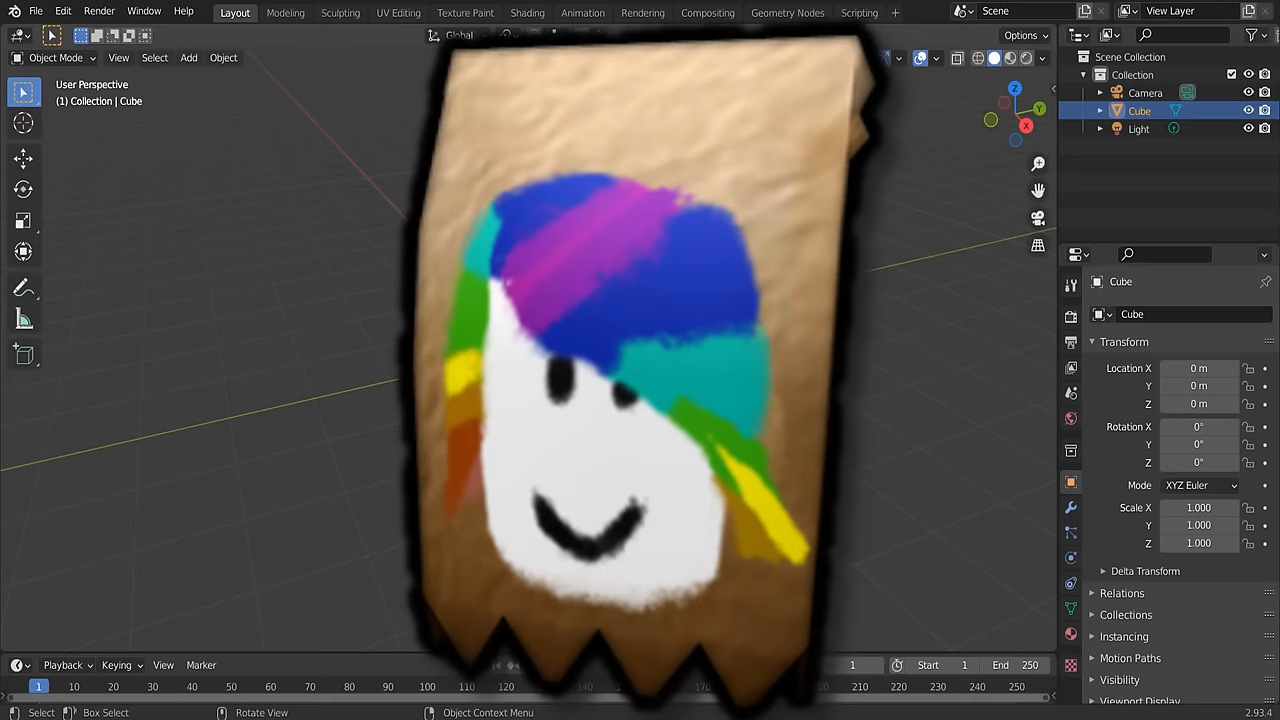 File Edit Render Window Help Layout Modeling Sculpting UV Editing Texture Paint Shading Animation Rendering Compositing Geometry Nodes Scripting + Scene View Layer
Global Options
Object Mode View Select Add Object
User Perspective
(1) Collection | Cube
Z
Y
X
Scene Collection
Collection
Camera
Cube
Light
Cube
Cube
Transform
Location X 0 m
Y 0 m
Z 0 m
Rotation X 0°
Y 0°
Z 0°
Mode XYZ Euler
Scale X 1.000
Y 1.000
Z 1.000
Delta Transform
Relations
Collections
Instancing
Motion Paths
Visibility
Viewport Display
Playback Keying View Marker 1 Start 1 End 250
1 10 20 30 40 50 60 70 80 90 100 110 120 140 170 200 210 220 230 240 250
Select Box Select Rotate View Object Context Menu 2.93.4